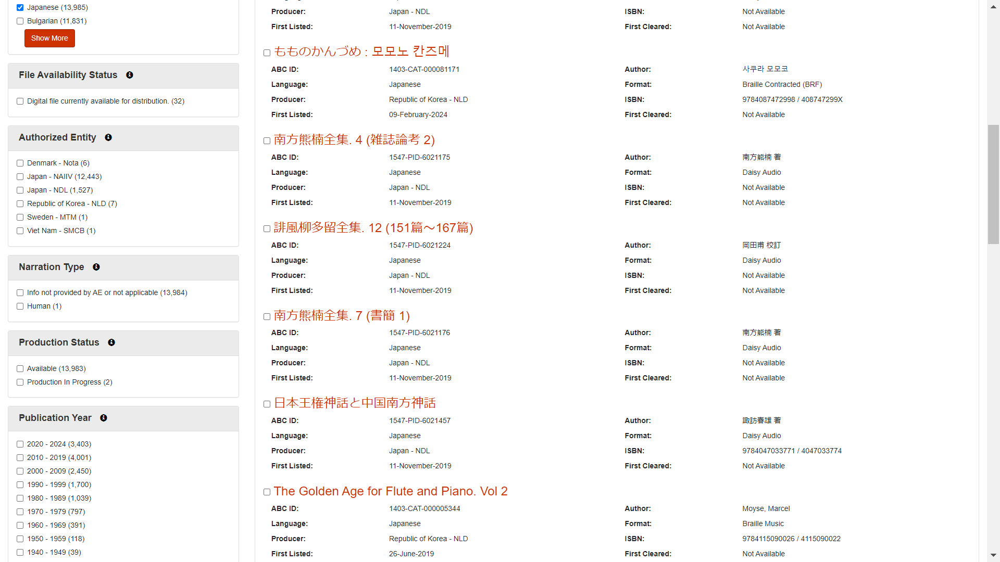 Japanese (13,985)
Bulgarian (11,831)
Show More
File Availability Status
Digital file currently available for distribution. (32)
Authorized Entity
Denmark - Nota (6)
Japan - NAIIV (12,443)
Japan - NDL (1,527)
Republic of Korea - NLD (7)
Sweden - MTM (1)
Viet Nam - SMCB (1)
Narration Type
Info not provided by AE or not applicable (13,984)
Human (1)
Production Status
Available (13,983)
Production In Progress (2)
Publication Year
2020 - 2024 (3,403)
2010 - 2019 (4,001)
2000 - 2009 (2,450)
1990 - 1999 (1,700)
1980 - 1989 (1,039)
1970 - 1979 (797)
1960 - 1969 (391)
1950 - 1959 (118)
1940 - 1949 (39)
Producer: Japan - NDL ISBN: Not Available
First Listed: 11-November-2019 First Cleared: Not Available
もものかんづめ : 모모노 칸즈메
ABC ID: 1403-CAT-000081171 Author: 사쿠라 모모코
Language: Japanese Format: Braille Contracted (BRF)
Producer: Republic of Korea - NLD ISBN: 9784087472998 / 408747299X
First Listed: 09-February-2024 First Cleared: Not Available
南方熊楠全集. 4 (雑誌論考 2)
ABC ID: 1547-PID-6021175 Author: 南方熊楠 著
Language: Japanese Format: Daisy Audio
Producer: Japan - NDL ISBN: Not Available
First Listed: 11-November-2019 First Cleared: Not Available
誹風柳多留全集. 12 (151篇～167篇)
ABC ID: 1547-PID-6021224 Author: 岡田甫 校訂
Language: Japanese Format: Daisy Audio
Producer: Japan - NDL ISBN: Not Available
First Listed: 11-November-2019 First Cleared: Not Available
南方熊楠全集. 7 (書簡 1)
ABC ID: 1547-PID-6021176 Author: 南方熊楠 著
Language: Japanese Format: Daisy Audio
Producer: Japan - NDL ISBN: Not Available
First Listed: 11-November-2019 First Cleared: Not Available
日本王権神話と中国南方神話
ABC ID: 1547-PID-6021457 Author: 諏訪春雄 著
Language: Japanese Format: Daisy Audio
Producer: Japan - NDL ISBN: 9784047033771 / 4047033774
First Listed: 11-November-2019 First Cleared: Not Available
The Golden Age for Flute and Piano. Vol 2
ABC ID: 1403-CAT-000005344 Author: Moyse, Marcel
Language: Japanese Format: Braille Music
Producer: Republic of Korea - NLD ISBN: 9784115090026 / 4115090022
First Listed: 26-June-2019 First Cleared: Not Available